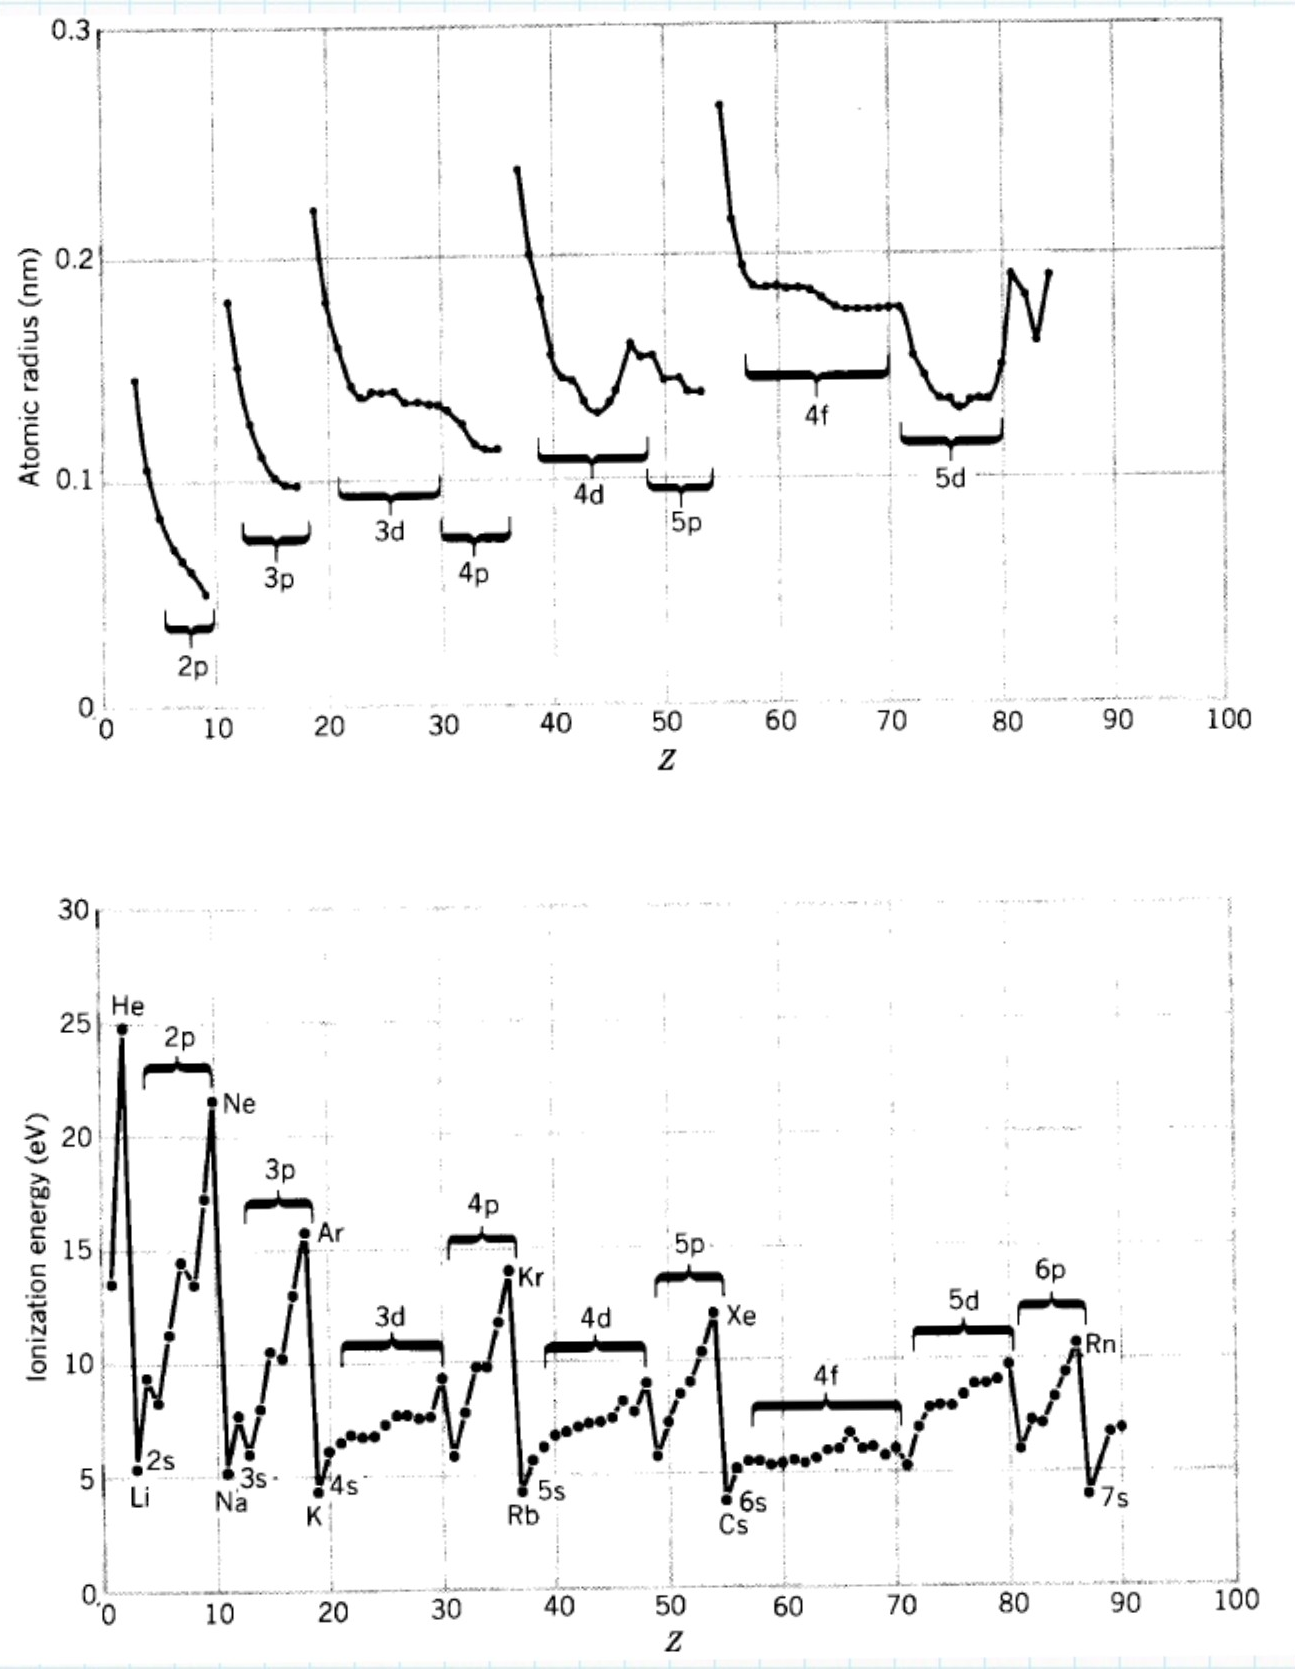 0.3
0.2
Atomic radius (nm)
0.1
0
4f
4d
5d
3d
5p
3p
4p
2p
0 10 20 30 40 50 60 70 80 90 100
Z
30
25
20
15
10
5
0
Ionization energy (eV)
He
2p
Ne
3p
Ar
4p
Kr
5p
Xe
6p
Rn
3d
4d
5d
4f
2s
Li
3s
Na
4s
K
5s
Rb
6s
Cs
7s
0 10 20 30 40 50 60 70 80 90 100
Z